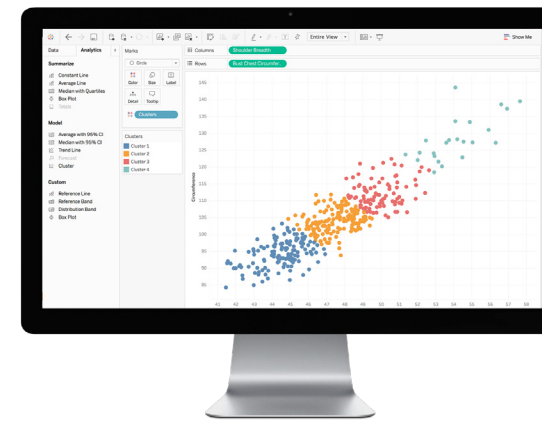 Entire View
Show Me
Data
Analytics
Marks
Columns
Shoulder Breadth
Rows
Bust Chest Circumfer..
Circle
Color
Size
Label
Detail
Tooltip
Clusters
Clusters
Cluster 1
Cluster 2
Cluster 3
Cluster 4
Summarize
Constant Line
Average Line
Median with Quartiles
Box Plot
Totals
Model
Average with 95% CI
Median with 95% CI
Trend Line
Forecast
Cluster
Custom
Reference Line
Reference Band
Distribution Band
Box Plot
Circumference
145
140
135
130
125
120
115
110
105
100
95
90
85
41 42 43 44 45 46 47 48 49 50 51 52 53 54 55 56 57 58